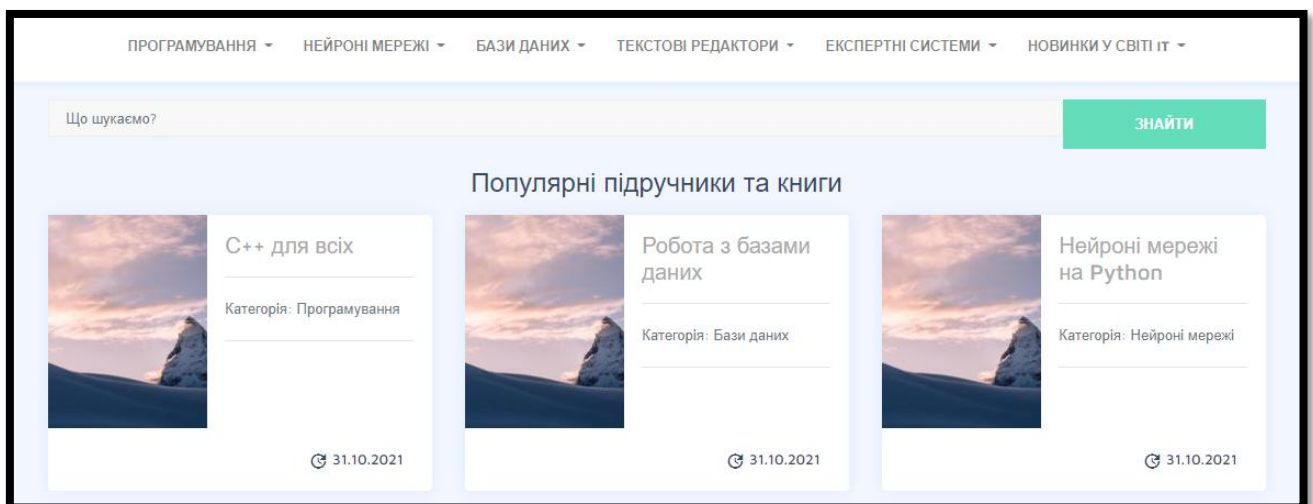 ПРОГРАМУВАННЯ НЕЙРОНІ МЕРЕЖІ БАЗИ ДАНИХ ТЕКСТОВІ РЕДАКТОРИ ЕКСПЕРТНІ СИСТЕМИ НОВИНКИ У СВІТІ IT
Що шукаємо?
ЗНАЙТИ
Популярні підручники та книги
C++ для всіх
Категорія: Програмування
31.10.2021
Робота з базами
даних
Категорія: Бази даних
31.10.2021
Нейроні мережі
на Python
Категорія: Нейроні мережі
31.10.2021